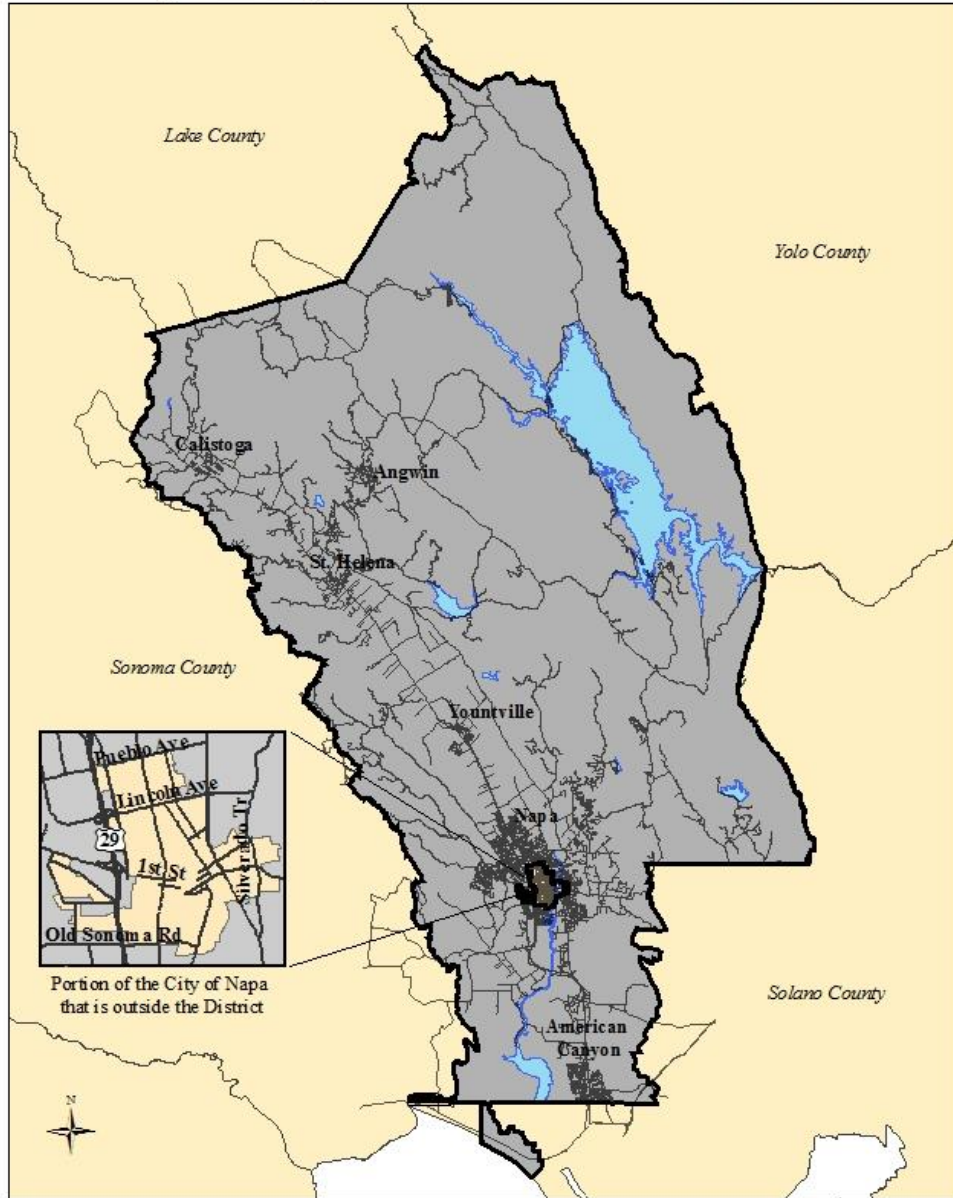 Lake County
Yolo County
Calistoga
Angwin
St. Helena
Sonoma County
Yountville
Pueblo Ave
Lincoln Ave
29
1st St
Silverado Tr
Old Sonoma Rd
Napa
Portion of the City of Napa
that is outside the District
Solano County
American
Canyon
N